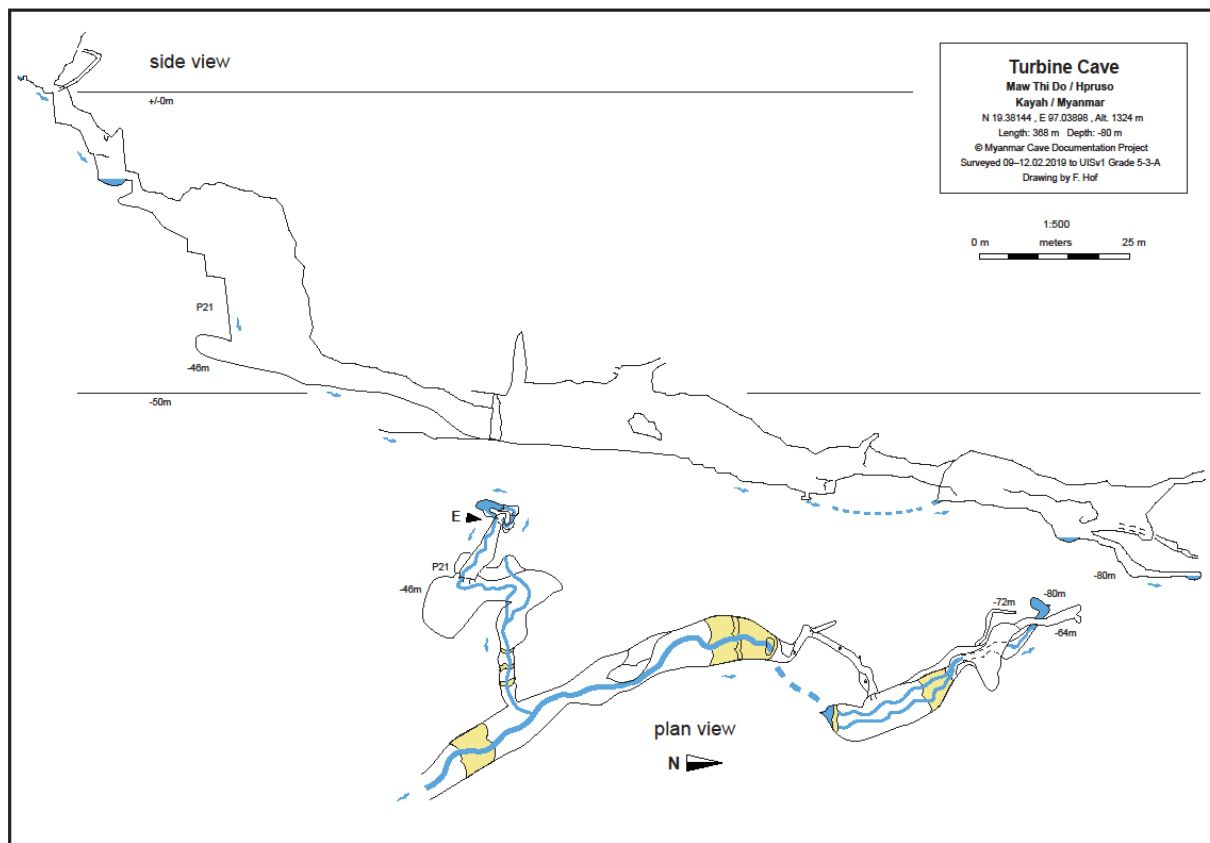 side view
+/-0m
Turbine Cave
Maw Thi Do / Hpruso
Kayah / Myanmar
N 19.38144 , E 97.03898 , Alt. 1324 m
Length: 368 m Depth: -80 m
© Myanmar Cave Documentation Project
Surveyed 09–12.02.2019 to UISv1 Grade 5-3-A
Drawing by F. Hof
1:500
0 m meters 25 m
P21
-46m
-50m
E
P21
-46m
-80m
-72m
-80m
-64m
plan view
N